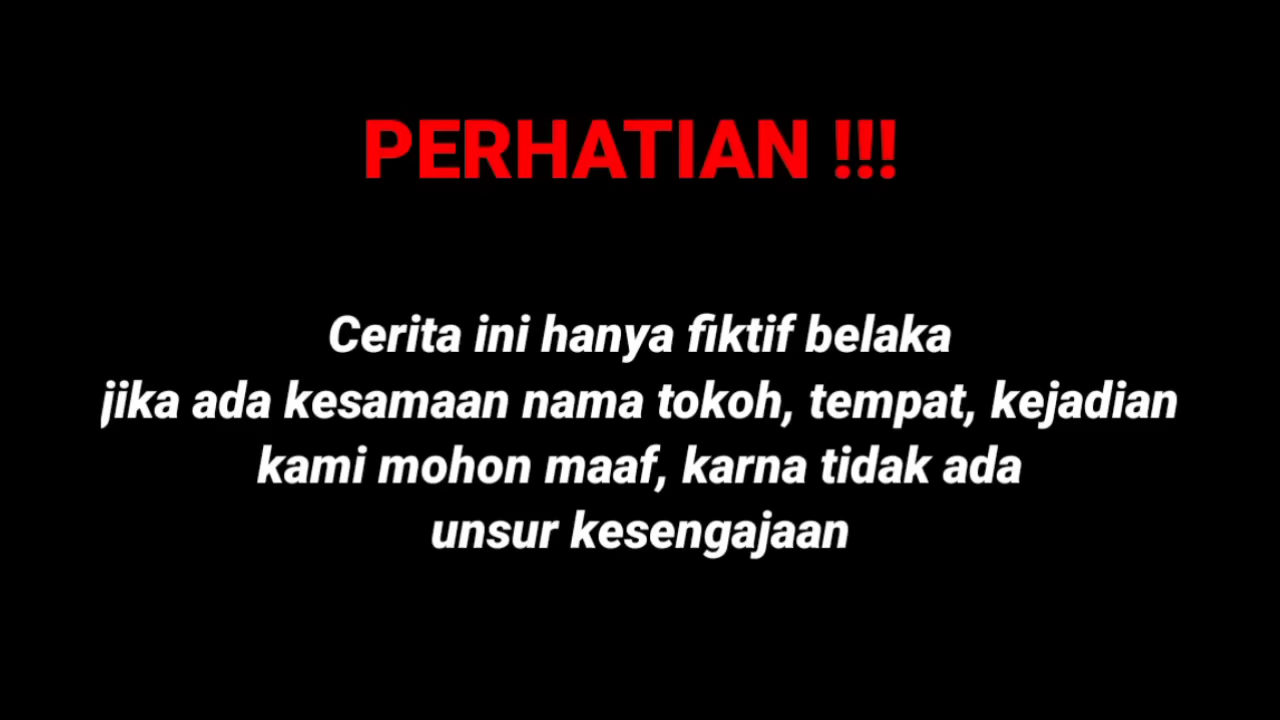 PERHATIAN !!!
Cerita ini hanya fiktif belaka
jika ada kesamaan nama tokoh, tempat, kejadian
kami mohon maaf, karna tidak ada
unsur kesengajaan